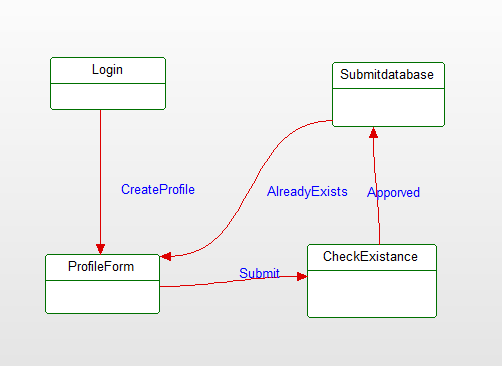 Login
Submitdatabase
CreateProfile
AlreadyExists
Apporved
ProfileForm
Submit
CheckExistance